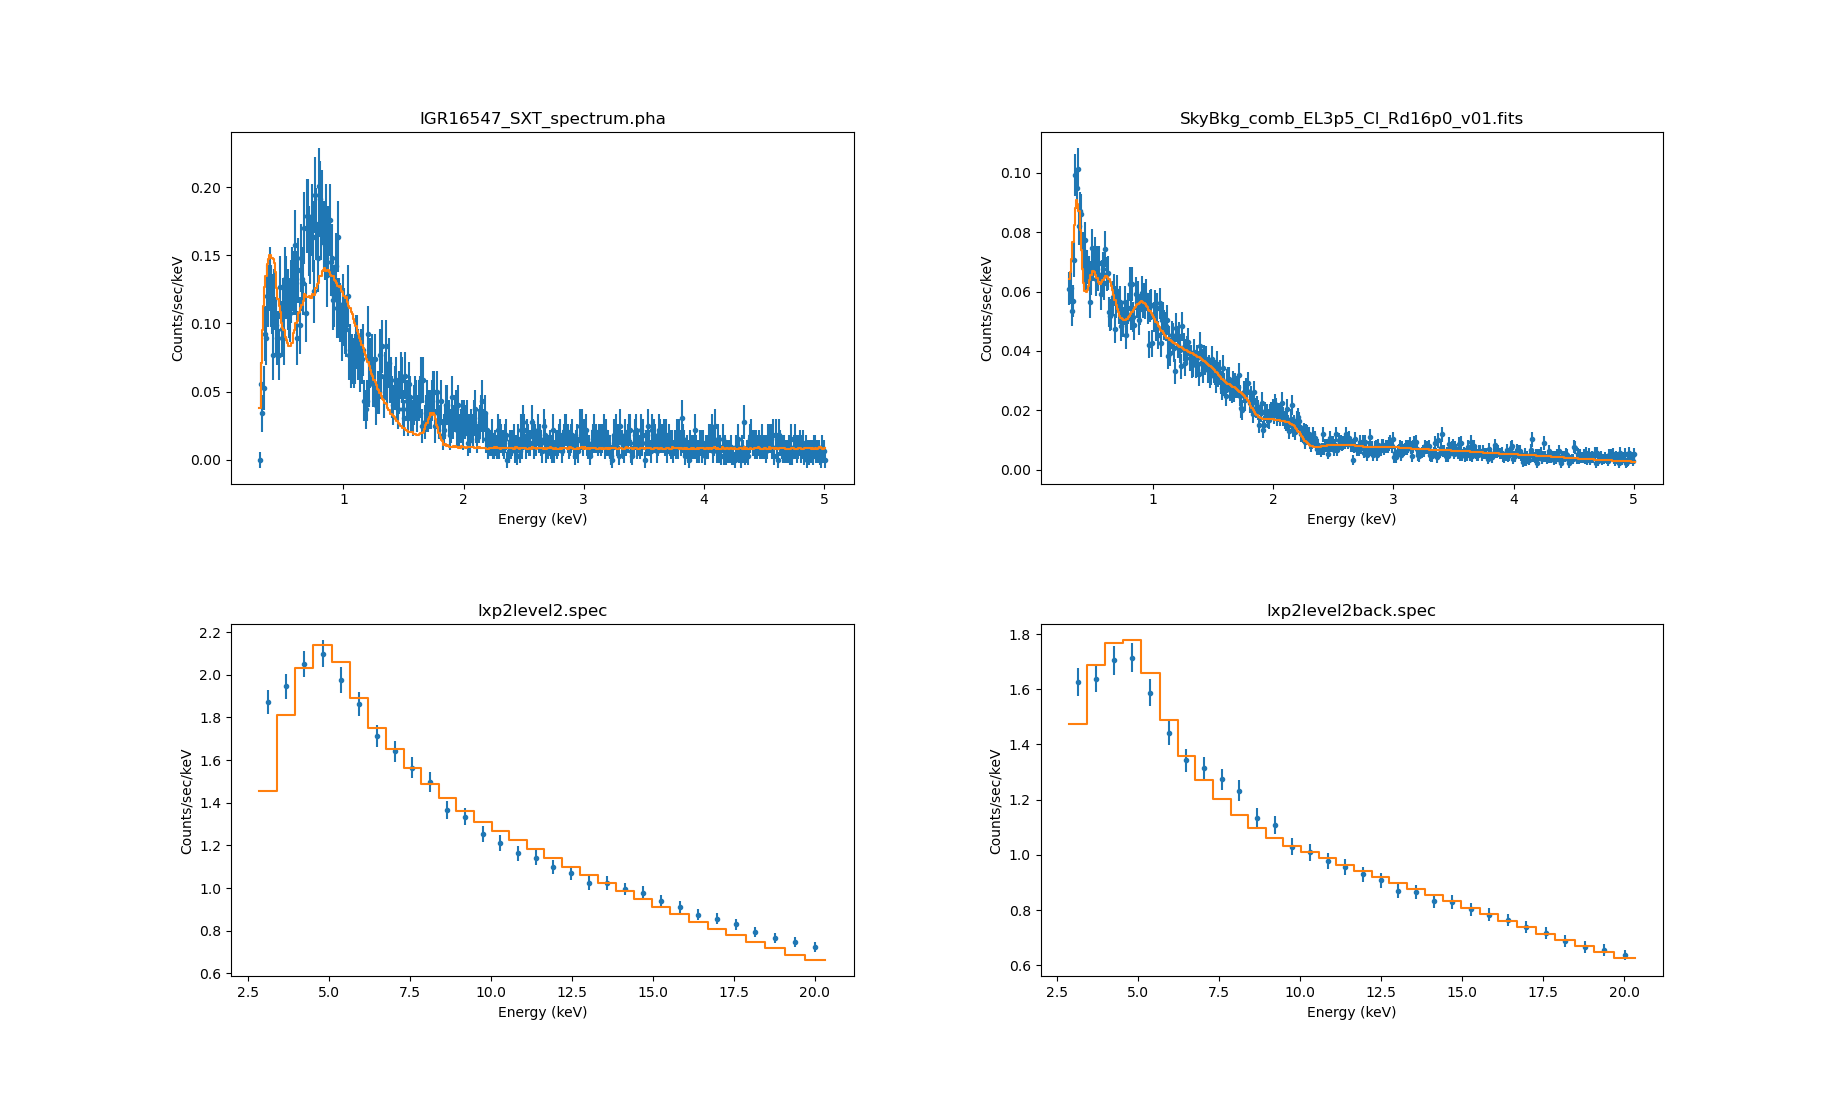 IGR16547_SXT_spectrum.pha
Counts/sec/keV
0.20
0.15
0.10
0.05
0.00
1 2 3 4 5
Energy (keV)
SkyBkg_comb_EL3p5_Cl_Rd16p0_v01.fits
Counts/sec/keV
0.10
0.08
0.06
0.04
0.02
0.00
1 2 3 4 5
Energy (keV)
lxp2level2.spec
Counts/sec/keV
2.2
2.0
1.8
1.6
1.4
1.2
1.0
0.8
0.6
2.5 5.0 7.5 10.0 12.5 15.0 17.5 20.0
Energy (keV)
lxp2level2back.spec
Counts/sec/keV
1.8
1.6
1.4
1.2
1.0
0.8
0.6
2.5 5.0 7.5 10.0 12.5 15.0 17.5 20.0
Energy (keV)